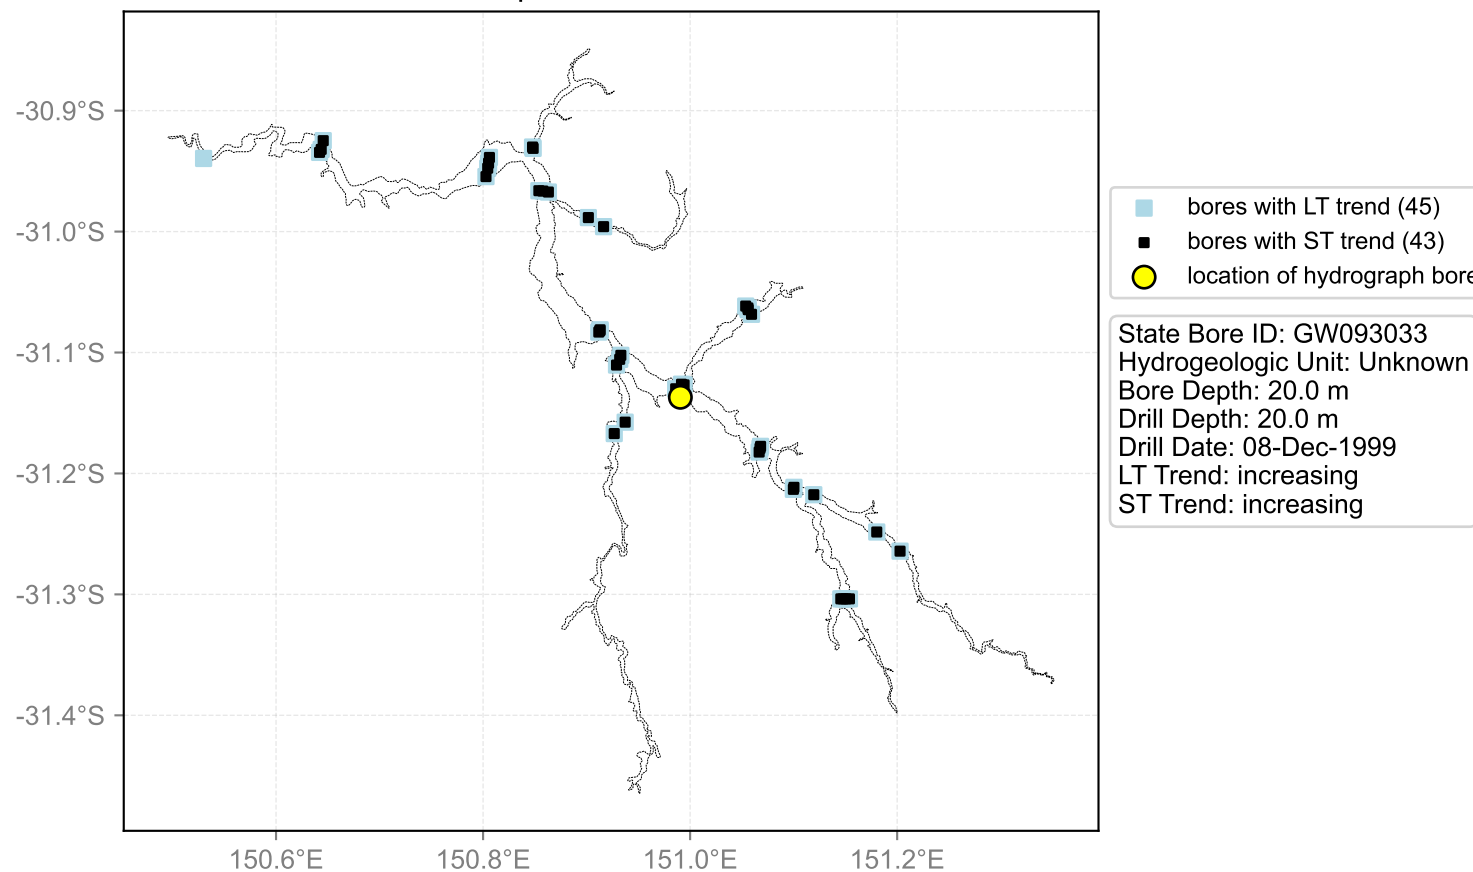 -30.9°S
-31.0°S
-31.1°S
-31.2°S
-31.3°S
-31.4°S
150.6°E
150.8°E
151.0°E
151.2°E
bores with LT trend (45)
bores with ST trend (43)
location of hydrograph bore
State Bore ID: GW093033
Hydrogeologic Unit: Unknown
Bore Depth: 20.0 m
Drill Depth: 20.0 m
Drill Date: 08-Dec-1999
LT Trend: increasing
ST Trend: increasing